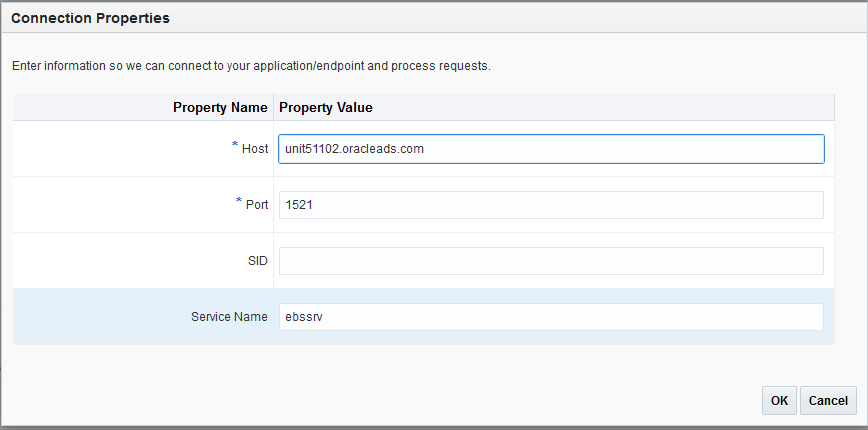 Connection Properties
Enter information so we can connect to your application/endpoint and process requests.
Property Name Property Value
* Host unit51102.oracleads.com
* Port 1521
SID
Service Name ebssrv
OK Cancel